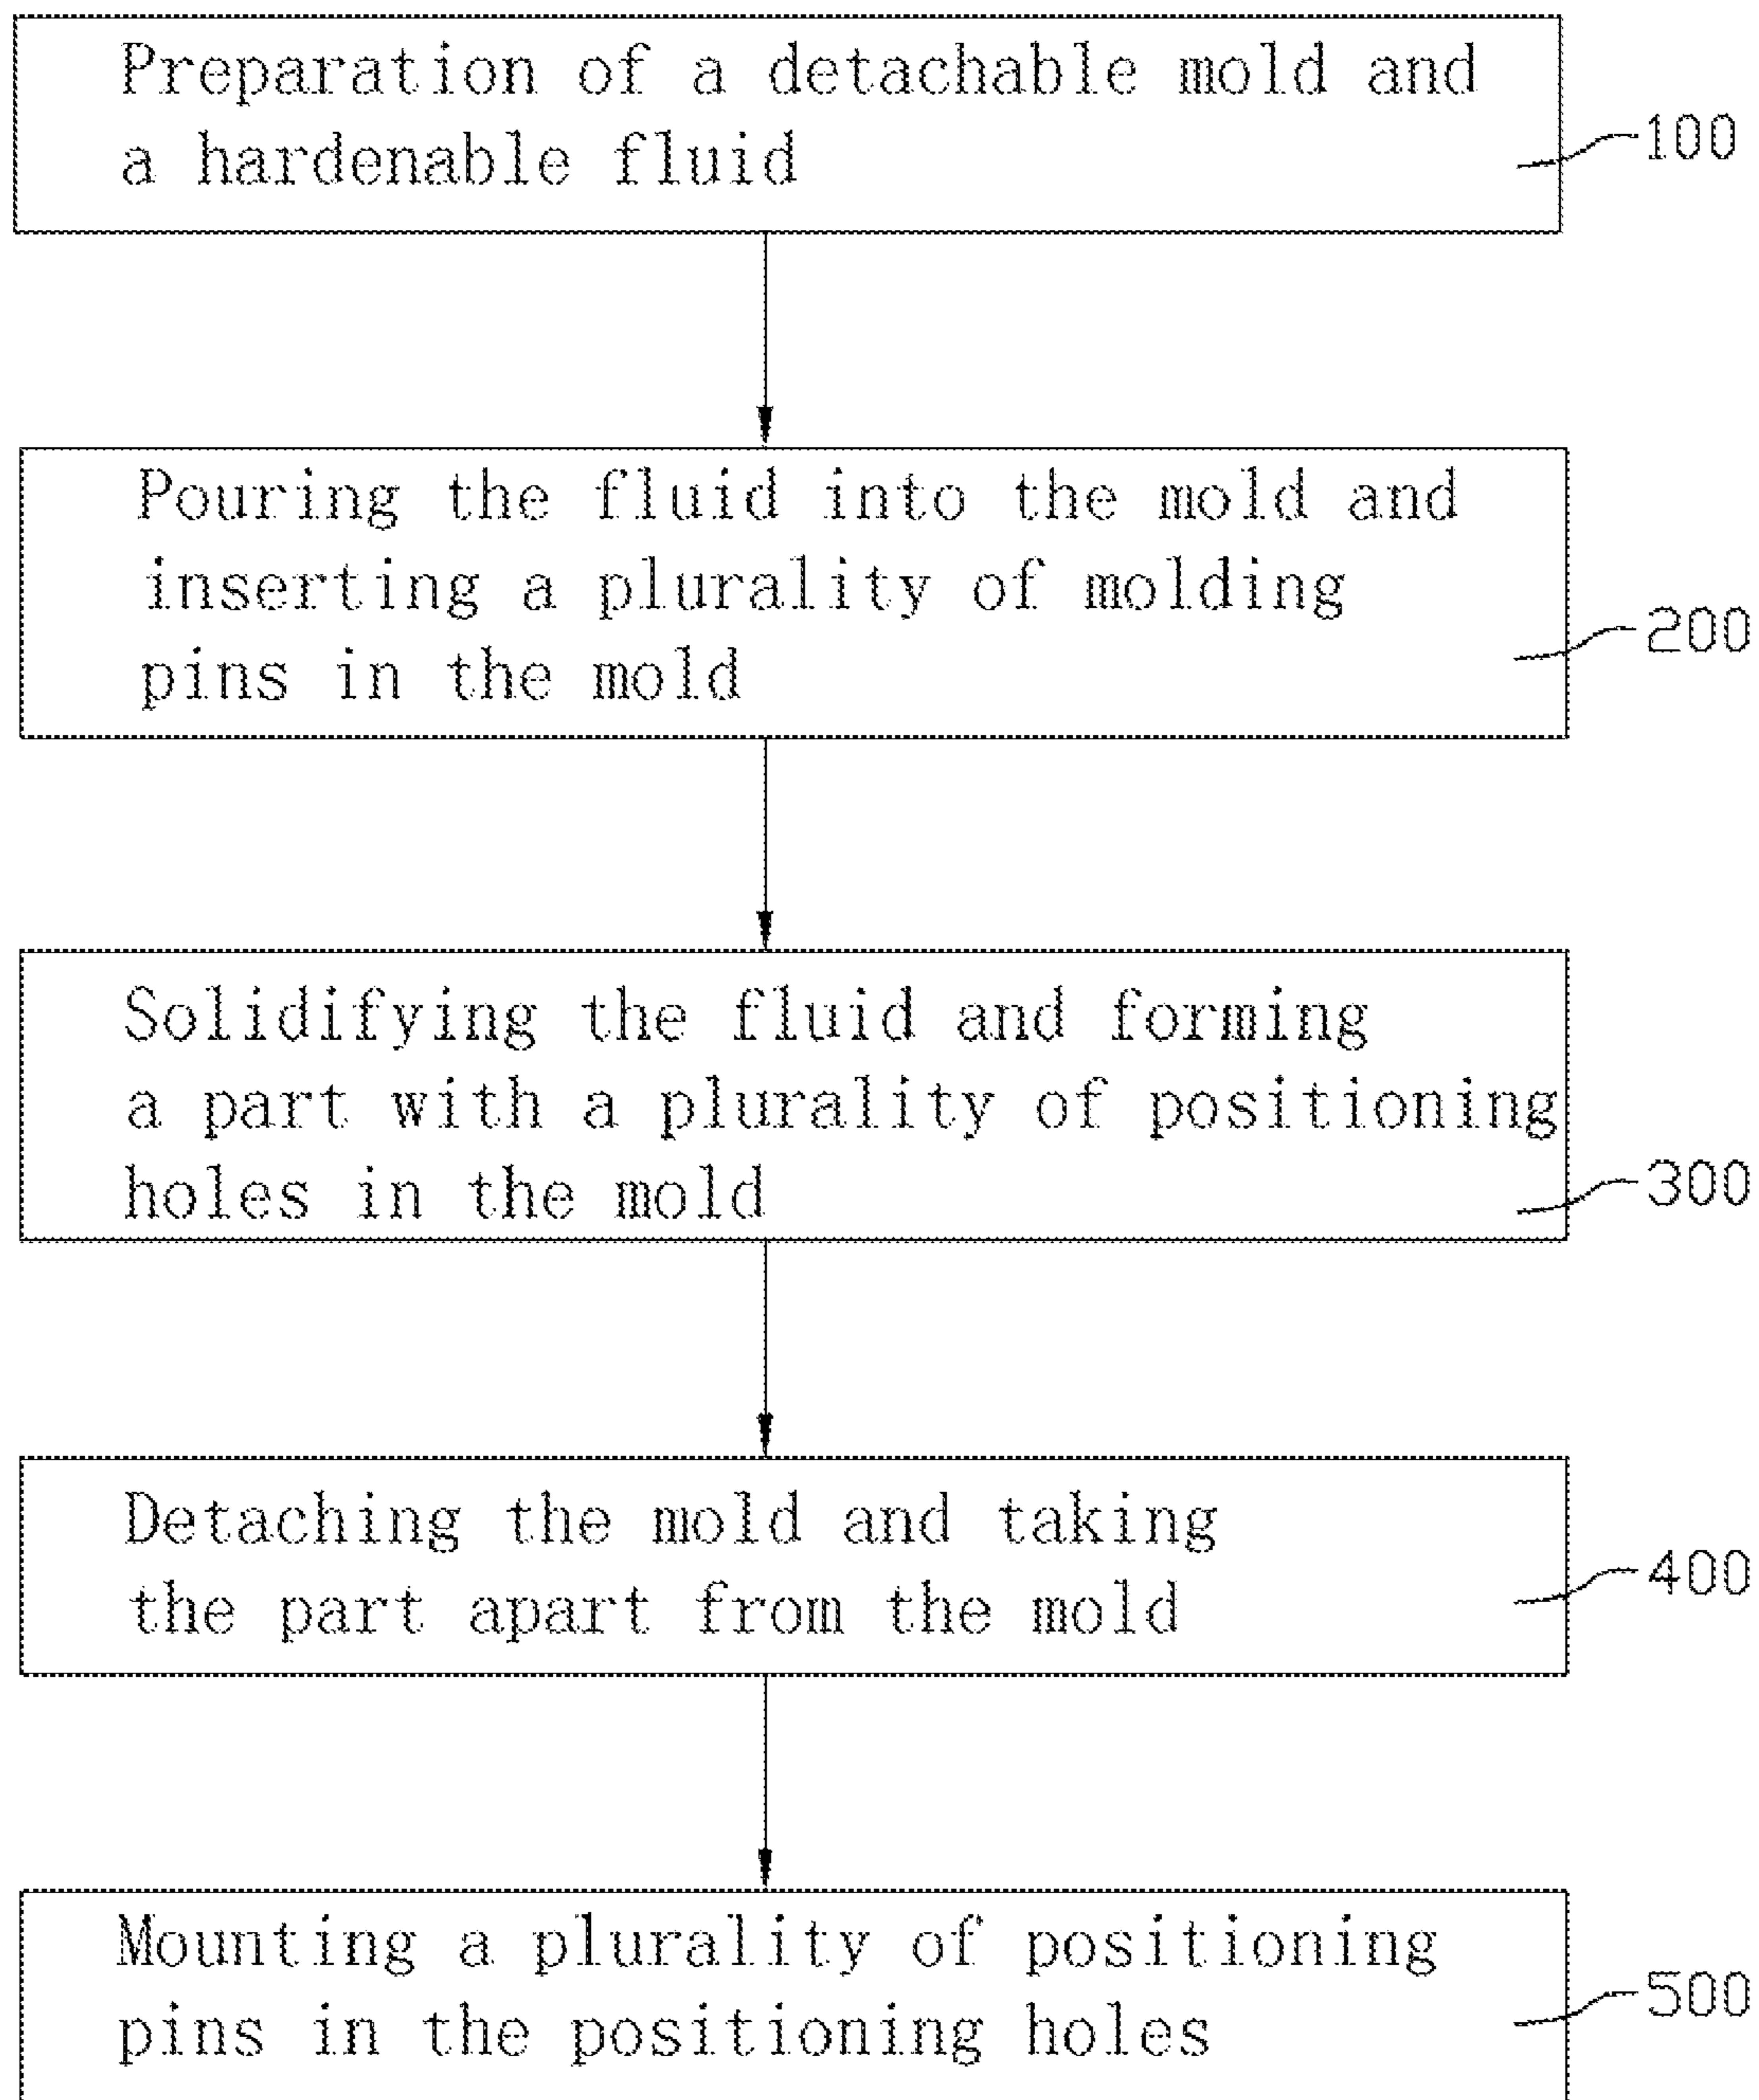 Preparation of a detachable mold and
a hardenable fluid
100
Pouring the fluid into the mold and
inserting a plurality of molding
pins in the mold
200
Solidifying the fluid and forming
a part with a plurality of positioning
holes in the mold
300
Detaching the mold and taking
the part apart from the mold
400
Mounting a plurality of positioning
pins in the positioning holes
500